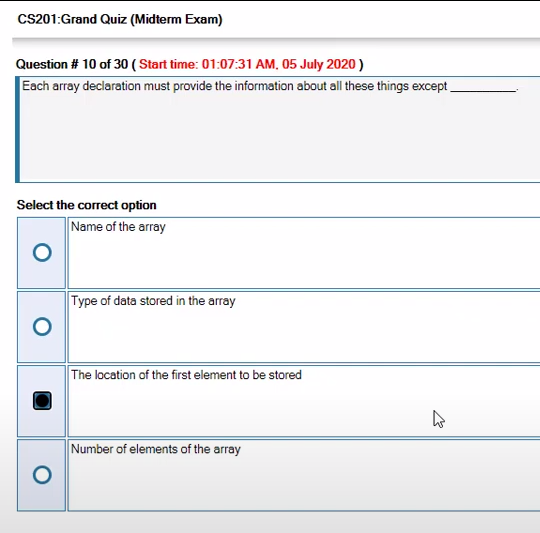 CS201:Grand Quiz (Midterm Exam)
Question # 10 of 30 ( Start time: 01:07:31 AM, 05 July 2020 )
Each array declaration must provide the information about all these things except __________.
Select the correct option
Name of the array
Type of data stored in the array
The location of the first element to be stored
Number of elements of the array